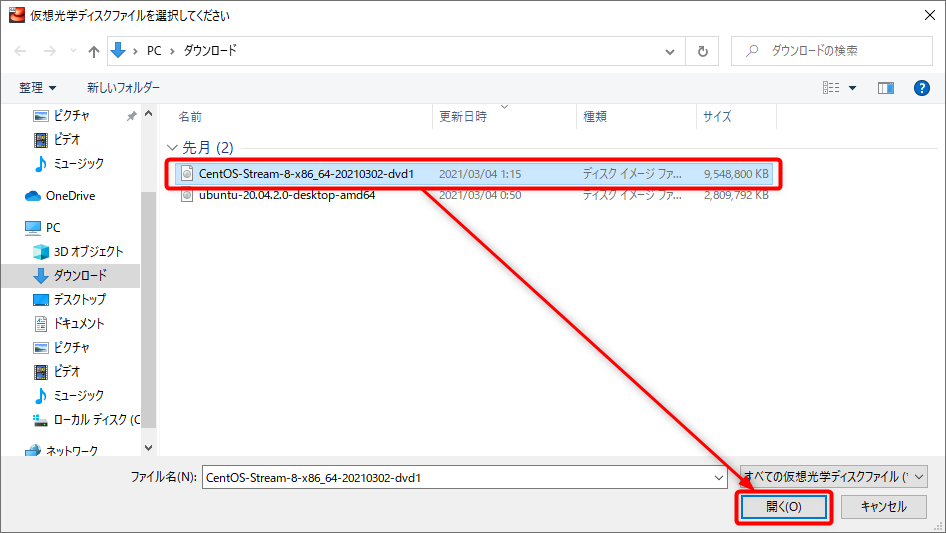 仮想光学ディスクファイルを選択してください
PC ダウンロード
ダウンロードの検索
整理 新しいフォルダー
ピクチャ
ビデオ
ミュージック
OneDrive
PC
3D オブジェクト
ダウンロード
デスクトップ
ドキュメント
ピクチャ
ビデオ
ミュージック
ローカル ディスク (C
ネットワーク
名前 更新日時 種類 サイズ
先月 (2)
CentOS-Stream-8-x86_64-20210302-dvd1 2021/03/04 1:15 ディスク イメージ ファ... 9,548,800 KB
ubuntu-20.04.2.0-desktop-amd64 2021/03/04 0:50 ディスク イメージ ファ... 2,809,792 KB
ファイル名(N): CentOS-Stream-8-x86_64-20210302-dvd1 すべての仮想光学ディスクファイル (*
開く(O) キャンセル